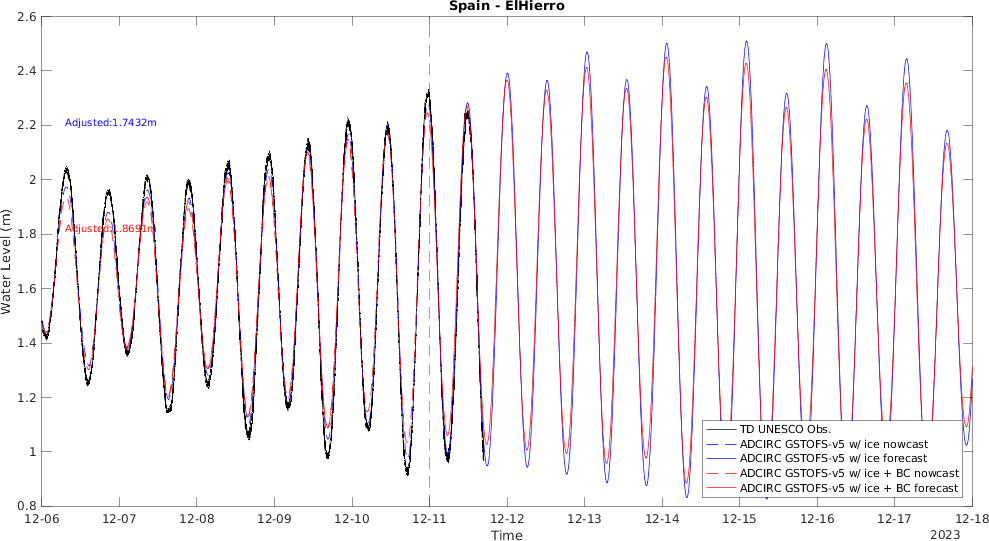 Spain - ElHierro
2.6
2.4
2.2
2
1.8
1.6
1.4
1.2
1
0.8
Water Level (m)
Adjusted:1.7432m
Adjusted:1.8691m
TD UNESCO Obs.
ADCIRC GSTOFS-v5 w/ ice nowcast
ADCIRC GSTOFS-v5 w/ ice forecast
ADCIRC GSTOFS-v5 w/ ice + BC nowcast
ADCIRC GSTOFS-v5 w/ ice + BC forecast
12-06 12-07 12-08 12-09 12-10 12-11 12-12 12-13 12-14 12-15 12-16 12-17 12-18
Time
2023